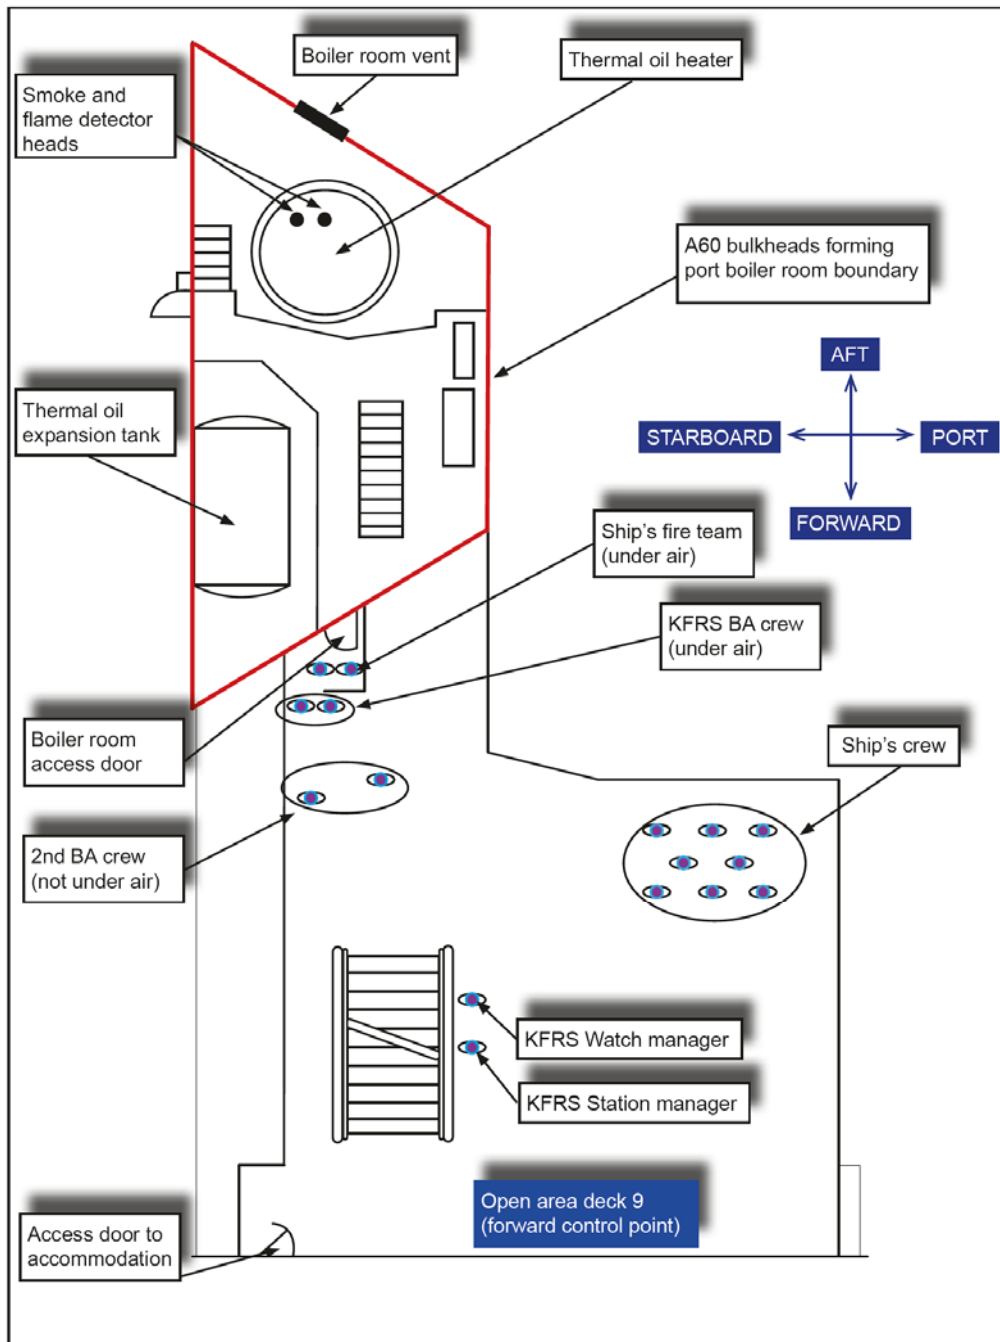 Boiler room vent
Thermal oil heater
Smoke and
flame detector
heads
A60 bulkheads forming
port boiler room boundary
AFT
STARBOARD
PORT
FORWARD
Thermal oil
expansion tank
Ship's fire team
(under air)
KFRS BA crew
(under air)
Boiler room
access door
Ship's crew
2nd BA crew
(not under air)
KFRS Watch manager
KFRS Station manager
Open area deck 9
(forward control point)
Access door to
accommodation